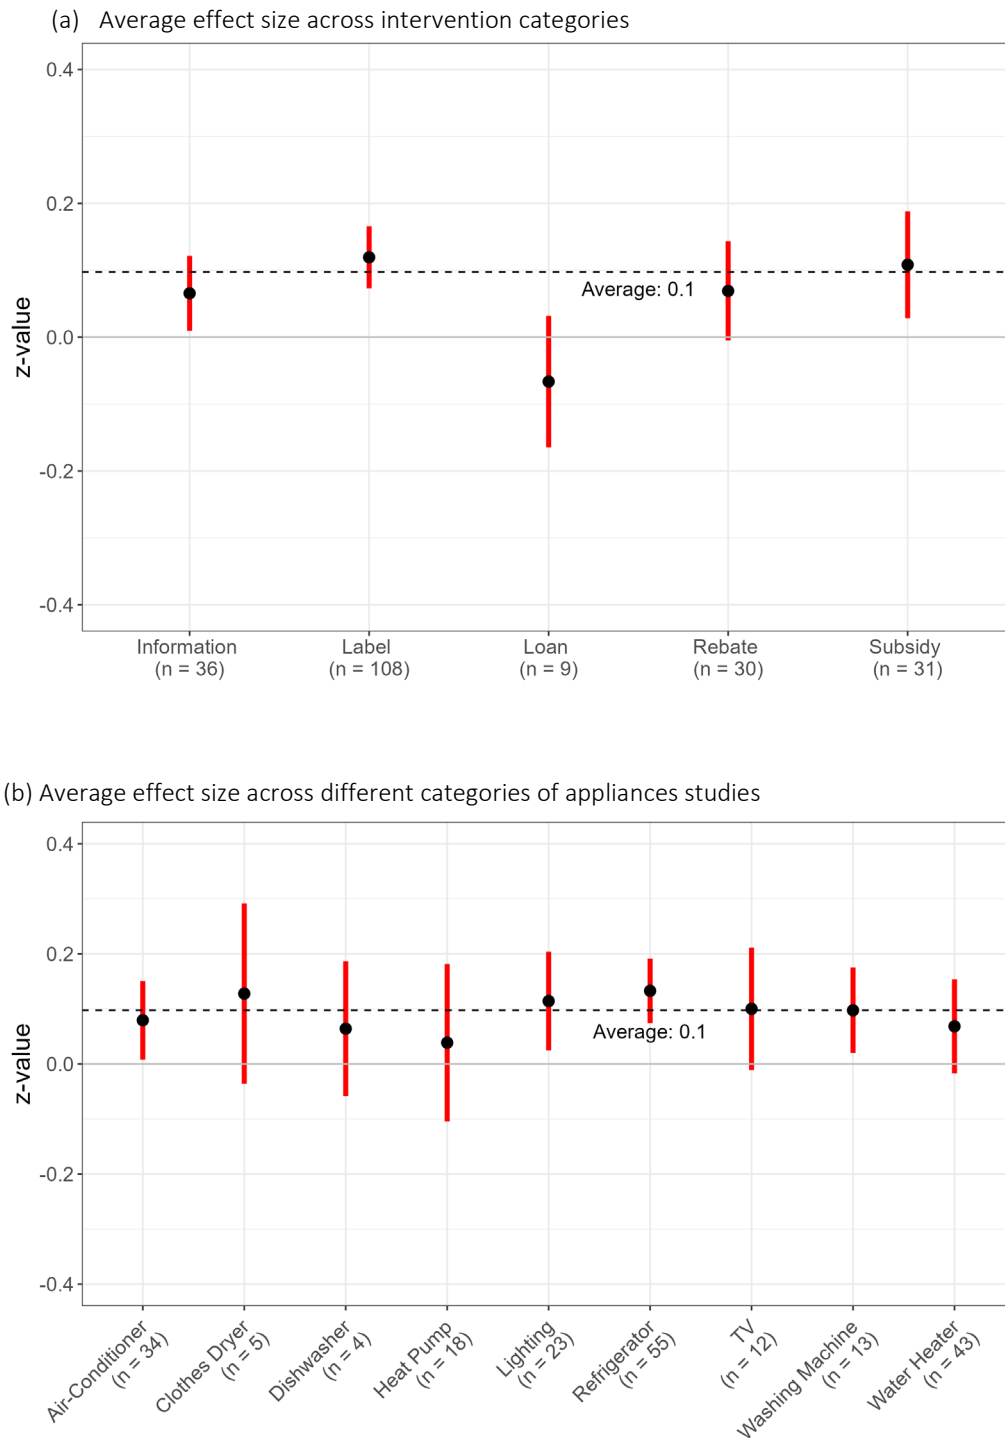 (a) Average effect size across intervention categories
0.4
0.2
0.0
-0.2
-0.4
z-value
Average: 0.1
Information
(n = 36)
Label
(n = 108)
Loan
(n = 9)
Rebate
(n = 30)
Subsidy
(n = 31)
(b) Average effect size across different categories of appliances studies
0.4
0.2
0.0
-0.2
-0.4
z-value
Average: 0.1
Air-Conditioner
(n = 34)
Clothes Dryer
(n = 5)
Dishwasher
(n = 4)
Heat Pump
(n = 18)
Lighting
(n = 23)
Refrigerator
(n = 55)
TV
(n = 12)
Washing Machine
(n = 13)
Water Heater
(n = 43)